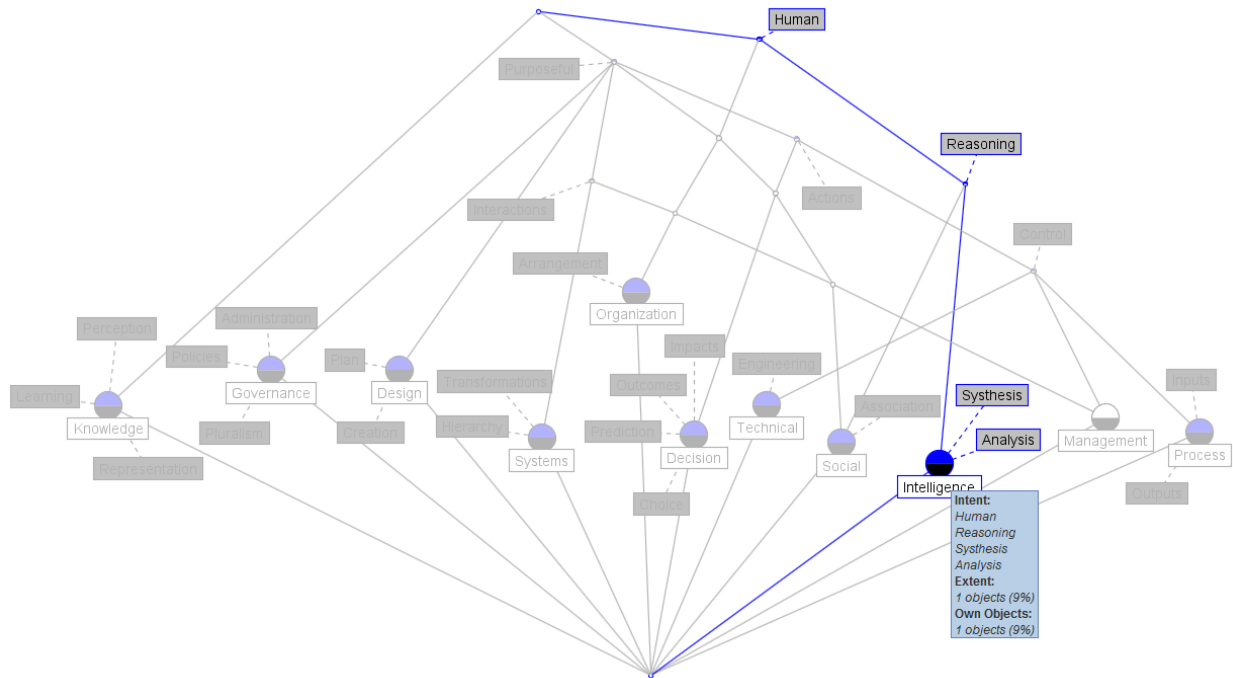 Human
Purposeful
Reasoning
Actions
Interactions
Control
Arrangement
Organization
Administration
Perception
Policies
Governance
Plan
Design
Impacts
Engineering
Transformations
Outcomes
Inputs
Learning
Knowledge
Pluralism
Creation
Hierarchy
Systems
Prediction
Decision
Technical
Association
Systhesis
Analysis
Management
Process
Social
Representation
Choice
Intelligence
Outputs
Intent:
Human
Reasoning
Systhesis
Analysis
Extent:
1 objects (9%)
Own Objects:
1 objects (9%)